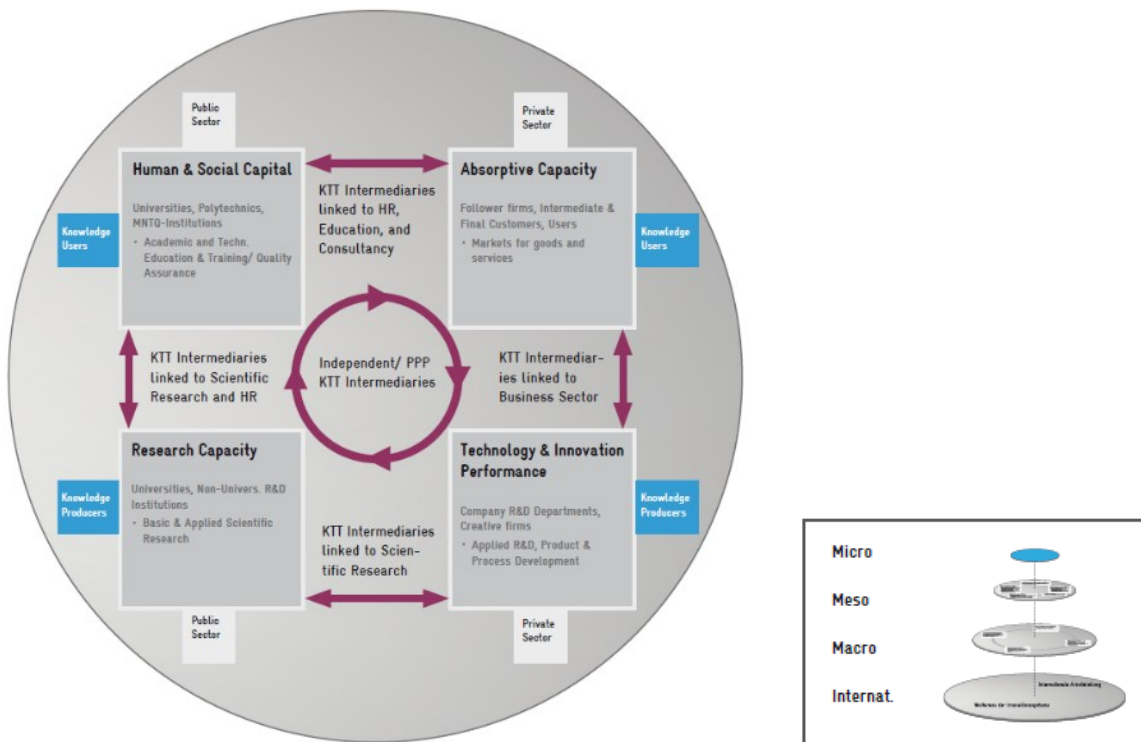 Public
Sector
Private
Sector
Human & Social Capital
Universities, Polytechnics,
MNTQ-Institutions
• Academic and Techn.
Education & Training/ Quality
Assurance
Knowledge
Users
KTT Intermediaries
linked to HR,
Education, and
Consultancy
Absorptive Capacity
Follower firms, Intermediate &
Final Customers, Users
• Markets for goods and
services
Knowledge
Users
KTT Intermediaries
linked to Scientific
Research and HR
Independent/ PPP
KTT Intermediaries
KTT Intermediar-
ies linked to
Business Sector
Research Capacity
Universities, Non-Univers. R&D
Institutions
• Basic & Applied Scientific
Research
Knowledge
Producers
KTT Intermediaries
linked to Scien-
tific Research
Technology & Innovation
Performance
Company R&D Departments,
Creative firms
• Applied R&D, Product &
Process Development
Knowledge
Producers
Public
Sector
Private
Sector
Micro
Meso
Macro
Internat.